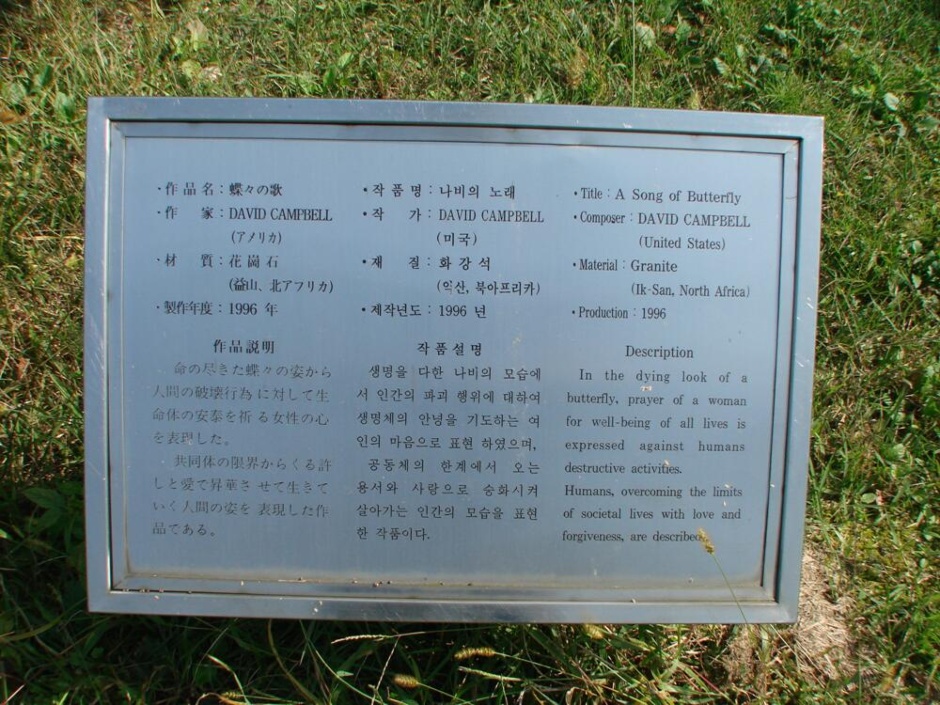 ・作品名：蝶々の歌
・作　家：DAVID CAMPBELL
(アメリカ)
・材　質：花崗石
(益山、北アフリカ)
・製作年度：1996 年
作品説明
命の尽きた蝶々の姿から
人間の破壊行為 に対して生
命体の安泰を祈 る女性の心
を表現した。
共同体の限界からくる許
しと愛で昇華さ せて生きて
いく人間の姿を 表現した作
品である。
・작 품 명 : 나비의 노래
・작　가 : DAVID CAMPBELL
(미국)
・재　질 : 화강석
(익산, 북아프리카)
・제작년도 : 1996 년
작품설명
생명을 다한 나비의 모습에
서 인간의 파괴 행위에 대하여
생명체의 안녕을 기도하는 여
인의 마음으로 표현 하였으며,
공동체의 한계에서 오는
용서와 사랑으로 승화시켜
살아가는 인간의 모습을 표현
한 작품이다.
・Title : A Song of Butterfly
・Composer : DAVID CAMPBELL
(United States)
・Material : Granite
(Ik-San, North Africa)
・Production : 1996
Description
In the dying look of a
butterfly, prayer of a woman
for well-being of all lives is
expressed against humans
destructive activities.
Humans, overcoming the limits
of societal lives with love and
forgiveness, are described.